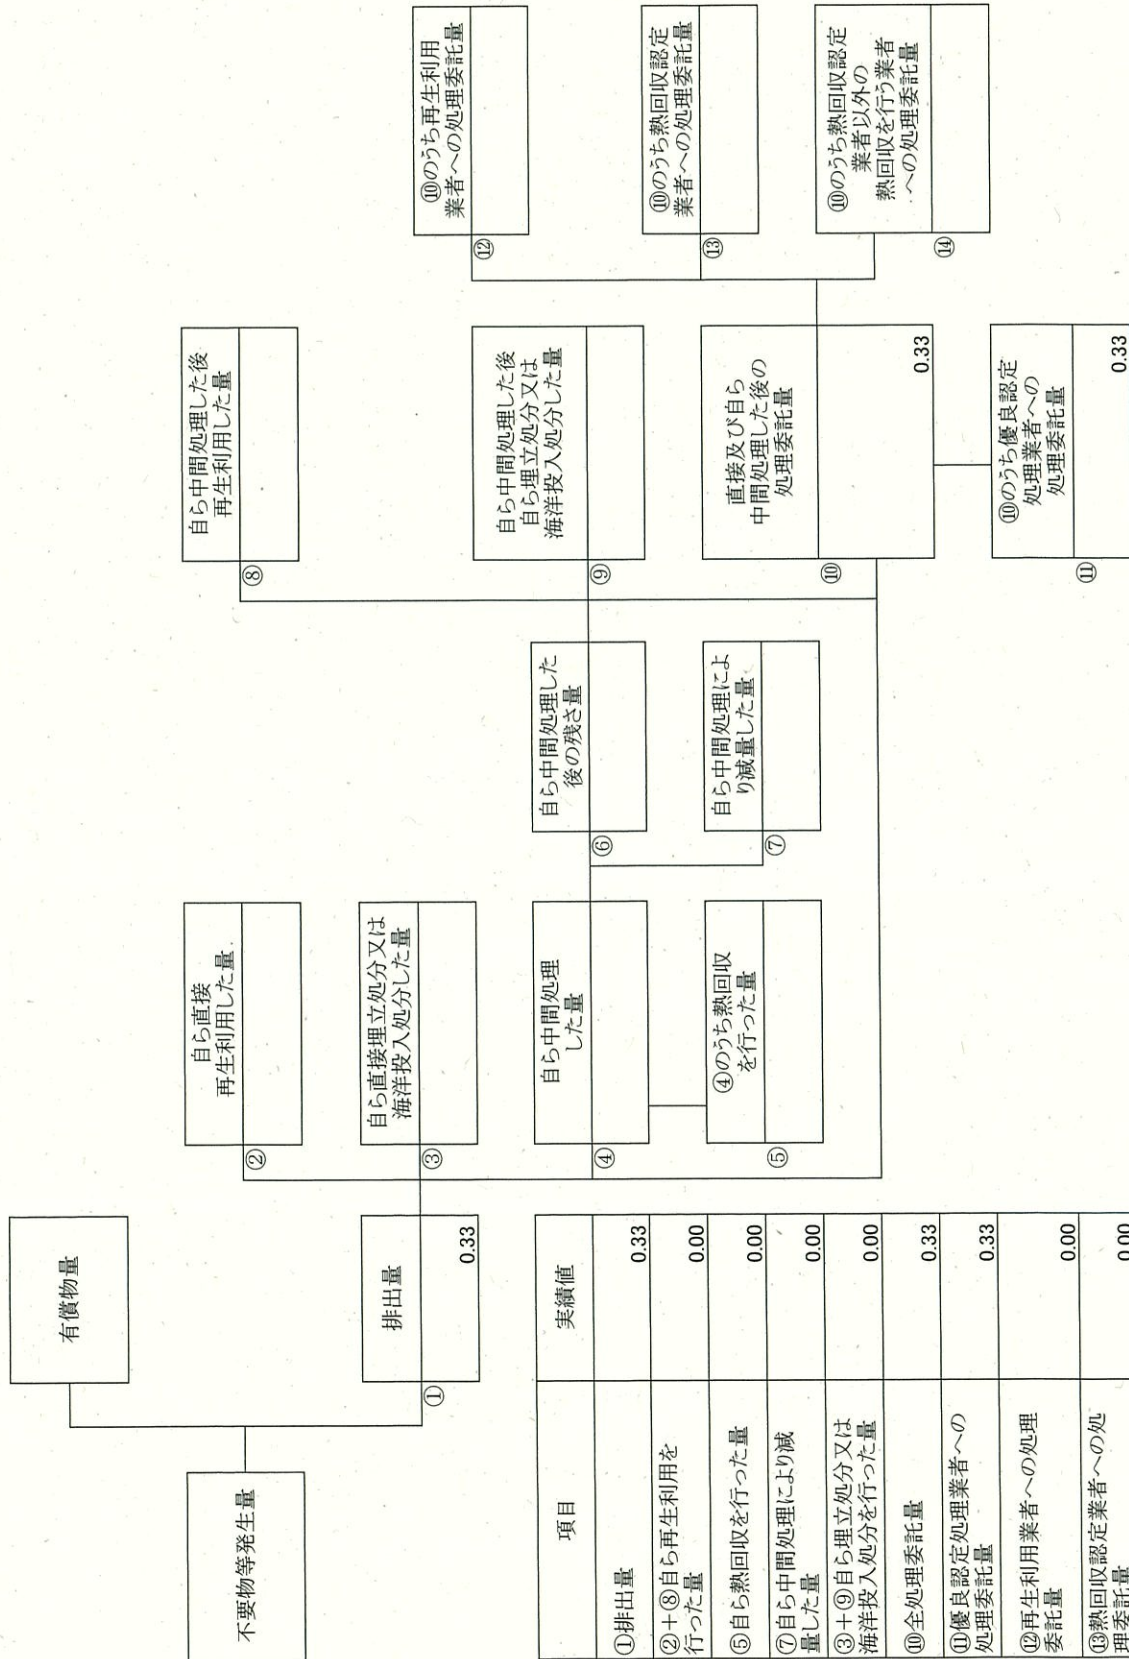 不要物等発生量
有償物量
排出量
①
0.33
自ら直接
再生利用した量
②
自ら直接埋立処分又は
海洋投入処分した量
③
自ら中間処理
した量
④
④のうち熱回収
を行った量
⑤
自ら中間処理した
後の残さ量
⑥
自ら中間処理によ
り減量した量
⑦
自ら中間処理した後
再生利用した量
⑧
自ら中間処理した後
自ら埋立処分又は
海洋投入処分した量
⑨
直接及び自ら
中間処理した後の
処理委託量
⑩
0.33
⑩のうち優良認定
処理業者への
処理委託量
⑪
0.33
⑩のうち再生利用
業者への処理委託量
⑫
⑩のうち熱回収認定
業者への処理委託量
⑬
⑩のうち熱回収認定
業者以外の
熱回収を行う業者
への処理委託量
⑭
項目 実績値
①排出量 0.33
②+⑧自ら再生利用を
行った量 0.00
⑤自ら熱回収を行った量 0.00
⑦自ら中間処理により減
量した量 0.00
③+⑨自ら埋立処分又は
海洋投入処分を行った量 0.00
⑩全処理委託量 0.33
⑪優良認定処理業者への
処理委託量 0.33
⑫再生利用業者への処理
委託量 0.00
⑬熱回収認定業者への処
理委託量 0.00